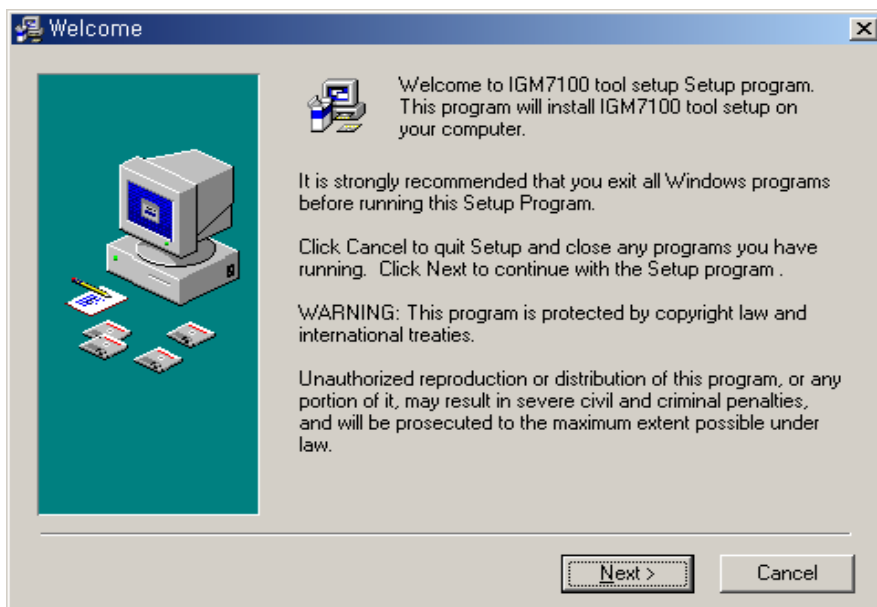 Welcome
Welcome to IGM7100 tool setup Setup program.
This program will install IGM7100 tool setup on
your computer.
It is strongly recommended that you exit all Windows programs
before running this Setup Program.
Click Cancel to quit Setup and close any programs you have
running.  Click Next to continue with the Setup program .
WARNING: This program is protected by copyright law and
international treaties.
Unauthorized reproduction or distribution of this program, or any
portion of it, may result in severe civil and criminal penalties,
and will be prosecuted to the maximum extent possible under
law.
Next >
Cancel